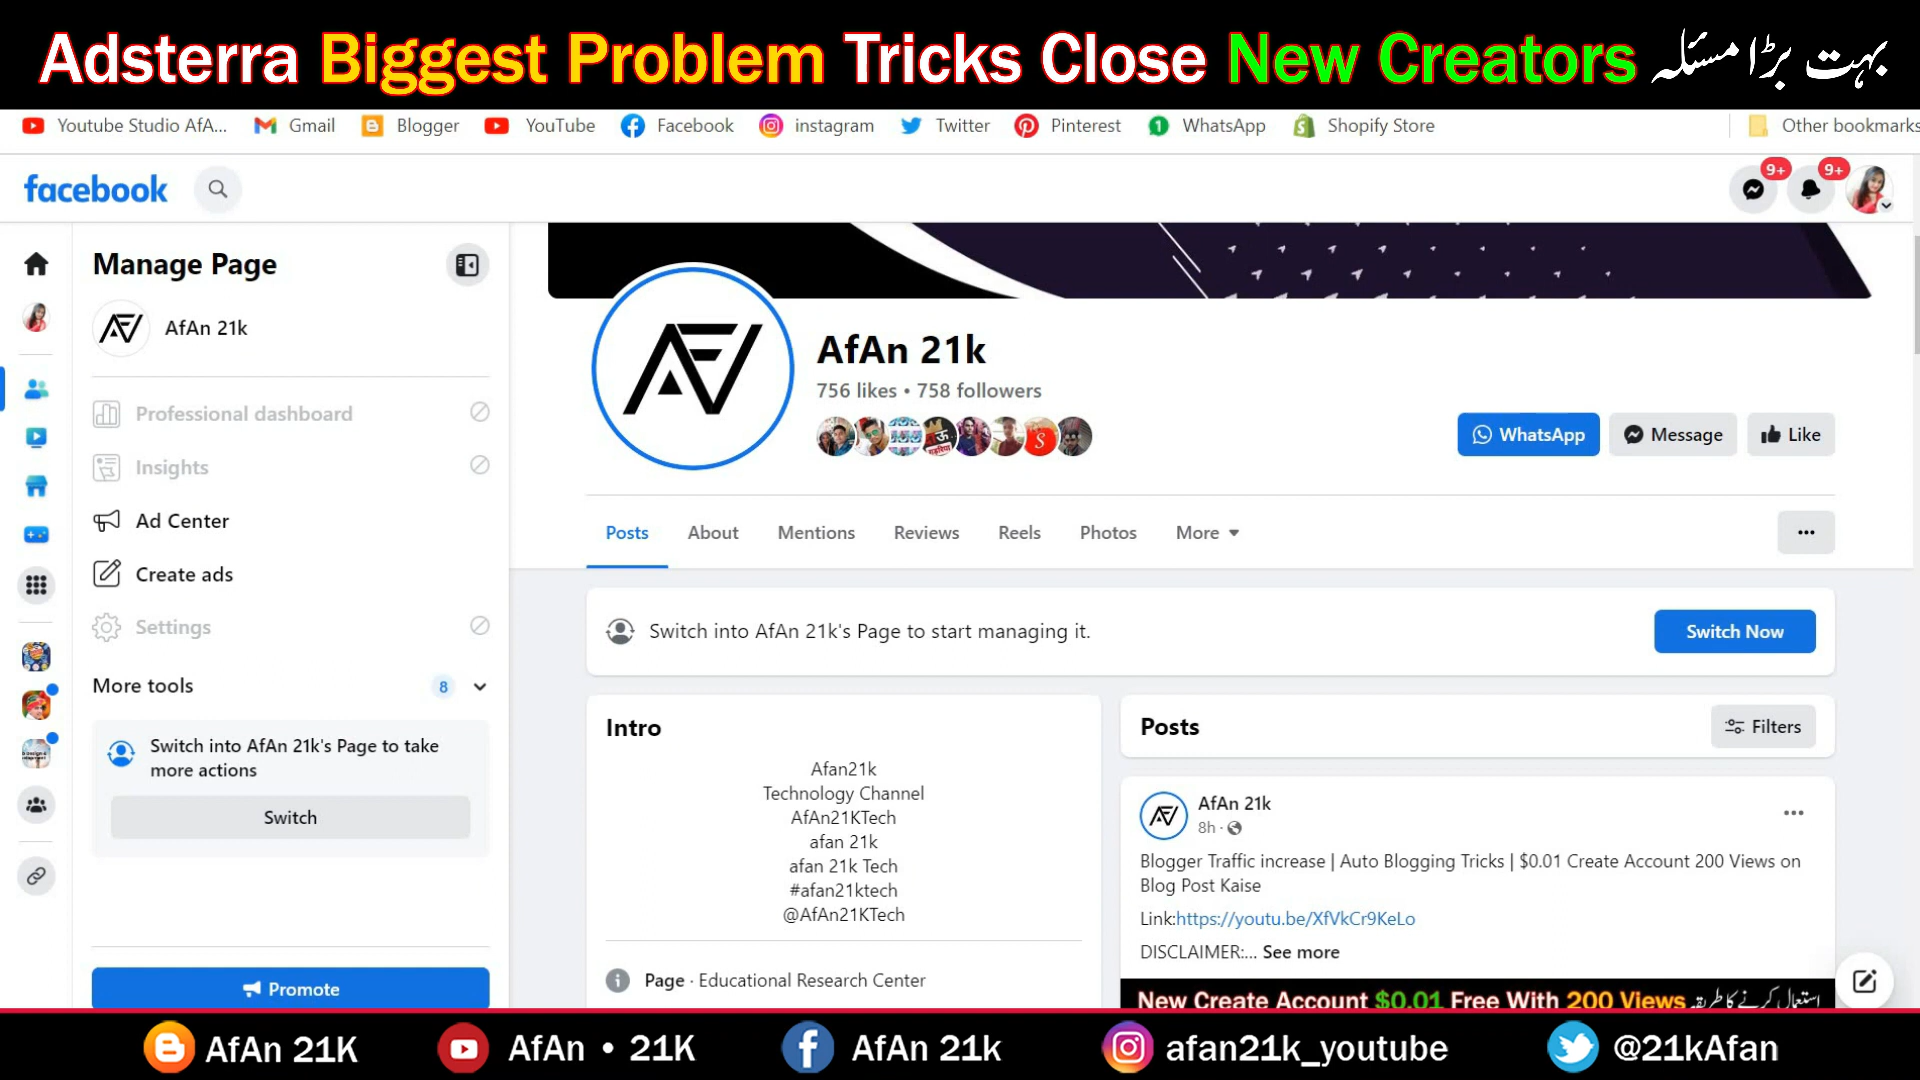 Adsterra Biggest Problem Tricks Close New Creators بہت بڑا مسئلہ
Youtube Studio AfA... Gmail Blogger YouTube Facebook instagram Twitter Pinterest WhatsApp Shopify Store Other bookmarks
facebook 9+ 9+
Manage Page
AfAn 21k
Professional dashboard
Insights
Ad Center
Create ads
Settings
More tools 8
Switch into AfAn 21k's Page to take
more actions
Switch
Promote
AfAn 21k
756 likes • 758 followers
WhatsApp Message Like
Posts About Mentions Reviews Reels Photos More
Switch into AfAn 21k's Page to start managing it.
Switch Now
Intro
Afan21k
Technology Channel
AfAn21KTech
afan 21k
afan 21k Tech
#afan21ktech
@AfAn21KTech
Page · Educational Research Center
Posts
Filters
AfAn 21k
8h ·
Blogger Traffic increase | Auto Blogging Tricks | $0.01 Create Account 200 Views on
Blog Post Kaise
Link:https://youtu.be/XfVkCr9KeLo
DISCLAIMER:... See more
New Create Account $0.01 Free With 200 Views استعمال کرنے کا طریقہ
AfAn 21K AfAn • 21K AfAn 21k afan21k_youtube @21kAfan